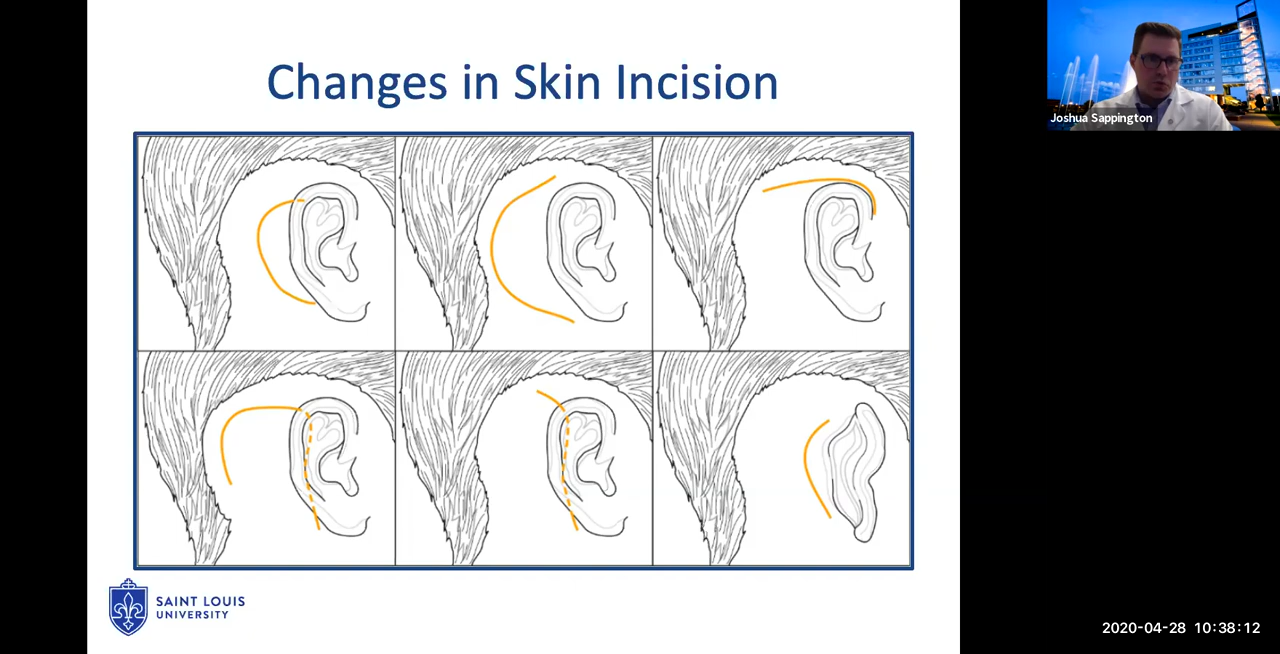 Changes in Skin Incision
Joshua Sappington
SAINT LOUIS
UNIVERSITY
2020-04-28 10:38:12